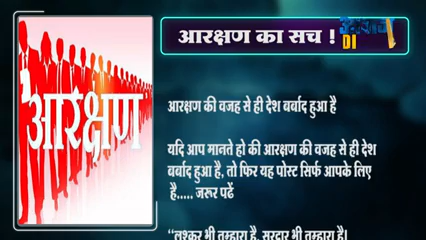 आरक्षण का सच !
DI
आरक्षण
आरक्षण की वजह से ही देश बर्बाद हुआ है
यदि आप मानते हो की आरक्षण की वजह से ही देश
बर्बाद हुआ है, तो फिर यह पोस्ट सिर्फ आपके लिए
है..... जरूर पढें
“लश्कर भी तुम्हारा है, सरदार भी तुम्हारा है।